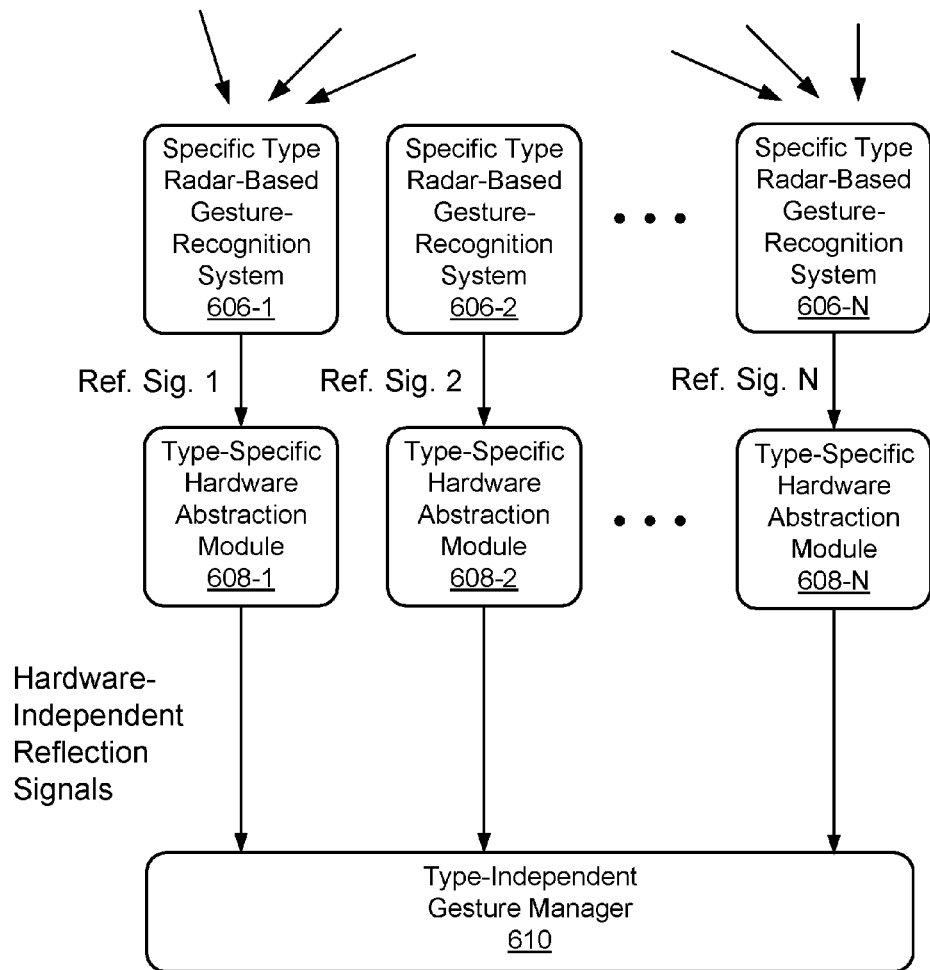 Specific Type
Radar-Based
Gesture-
Recognition
System
606-1
Specific Type
Radar-Based
Gesture-
Recognition
System
606-2
Specific Type
Radar-Based
Gesture-
Recognition
System
606-N
Ref. Sig. 1
Ref. Sig. 2
Ref. Sig. N
Type-Specific
Hardware
Abstraction
Module
608-1
Type-Specific
Hardware
Abstraction
Module
608-2
Type-Specific
Hardware
Abstraction
Module
608-N
Hardware-
Independent
Reflection
Signals
Type-Independent
Gesture Manager
610